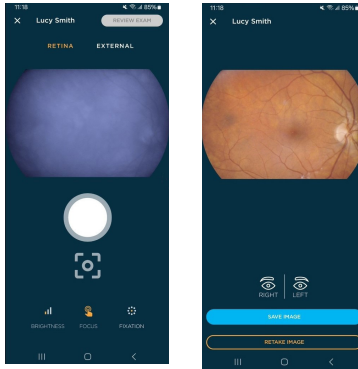 11:18 85%
Lucy Smith REVIEW EXAM
RETINA EXTERNAL
BRIGHTNESS FOCUS FIXATION
11:18 85%
Lucy Smith
RIGHT LEFT
SAVE IMAGE
RETAKE IMAGE